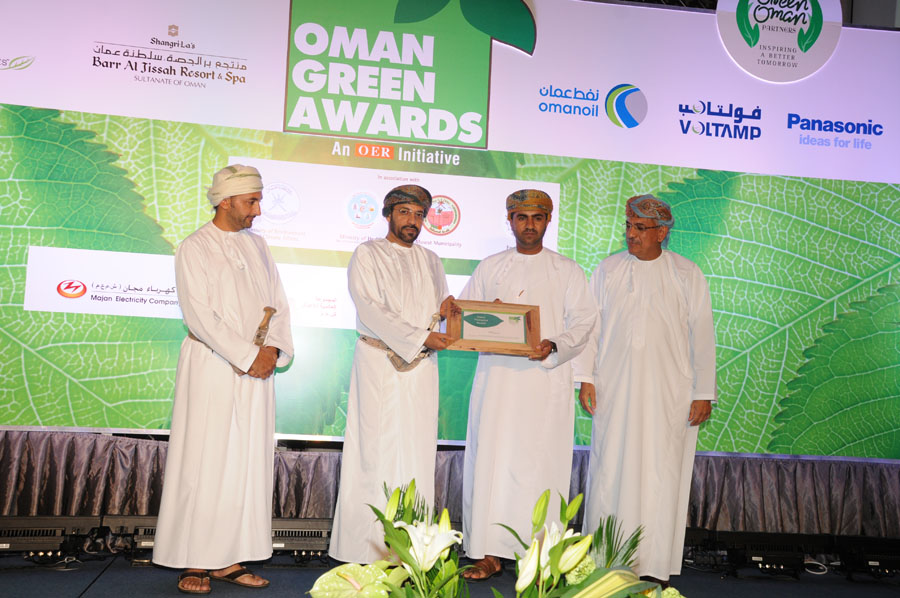 Shangri-La's
منتجع بر الجصة سلطنة عمان
Barr Al Jissah Resort & Spa
SULTANATE OF OMAN
OMAN
GREEN
AWARDS
An OER Initiative
نفط عمان
omanoil
Green
Oman
PARTNERS
INSPIRING
A BETTER
TOMORROW
فولتامب
VOLTAMP
Panasonic
ideas for life
In association with
Municipality
كهرباء مجان (ش.م.ع.م)
Majan Electricity Company